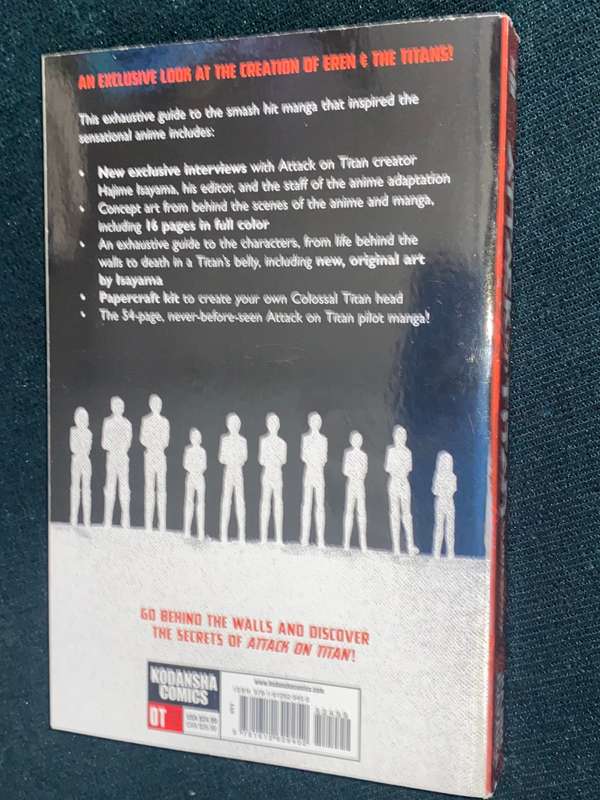 AN EXCLUSIVE LOOK AT THE CREATION OF EREN & THE TITANS!
This exhaustive guide to the smash hit manga that inspired the
sensational anime includes:
• New exclusive interviews with Attack on Titan creator
Hajime Isayama, his editor, and the staff of the anime adaptation
• Concept art from behind the scenes of the anime and manga,
including 16 pages in full color
• An exhaustive guide to the characters, from life behind the
walls to death in a Titan's belly, including new, original art
by Isayama
• Papercraft kit to create your own Colossal Titan head
• The 54-page, never-before-seen Attack on Titan pilot manga!
GO BEHIND THE WALLS AND DISCOVER
THE SECRETS OF ATTACK ON TITAN!
KODANSHA
COMICS
OT
www.kodanshacomics.com